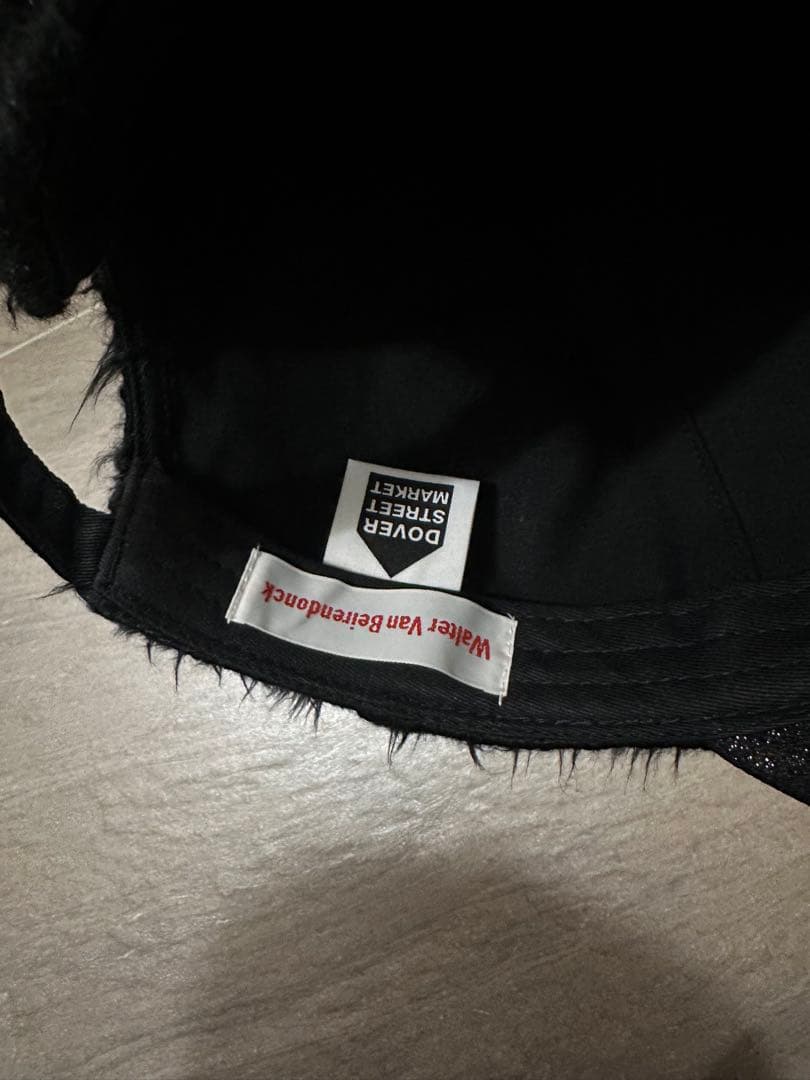 DOVER
STREET
MARKET
Walter Van Beirendonck